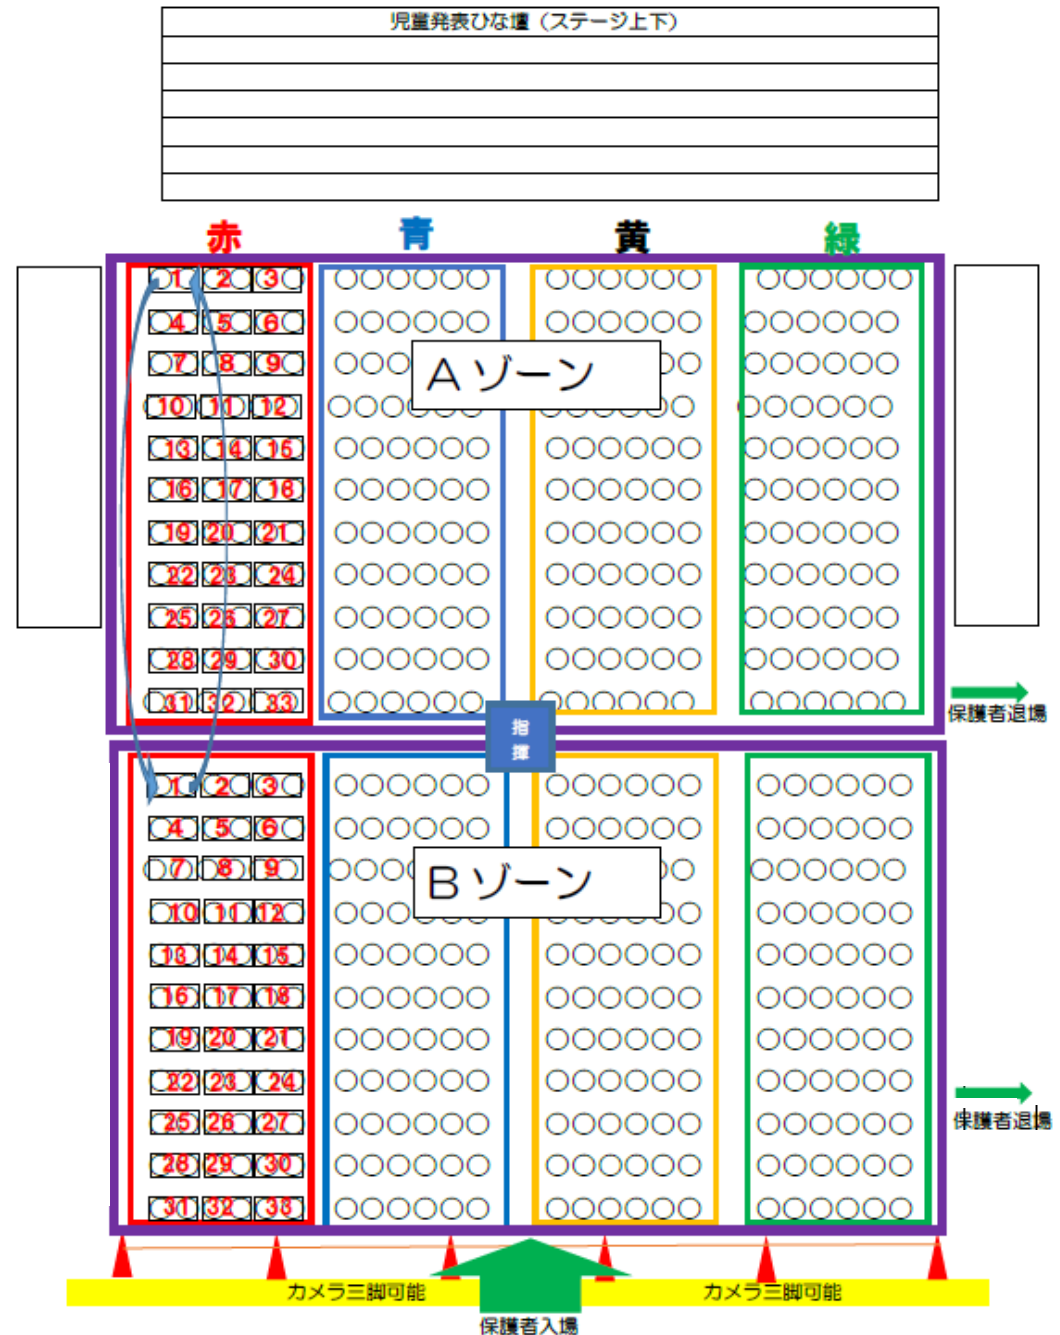 児童発表ひな壇（ステージ上下）
赤 青 黄 緑
1 2 3
4 5 6
7 8 9
Aゾーン
10 11 12
13 14 15
16 17 18
19 20 21
22 23 24
25 26 27
28 29 30
31 32 33
保護者退場
指
揮
1 2 3
4 5 6
7 8 9
Bゾーン
10 11 12
13 14 15
16 17 18
19 20 21
22 23 24
25 26 27
28 29 30
31 32 33
保護者退場
カメラ三脚可能 カメラ三脚可能
保護者入場